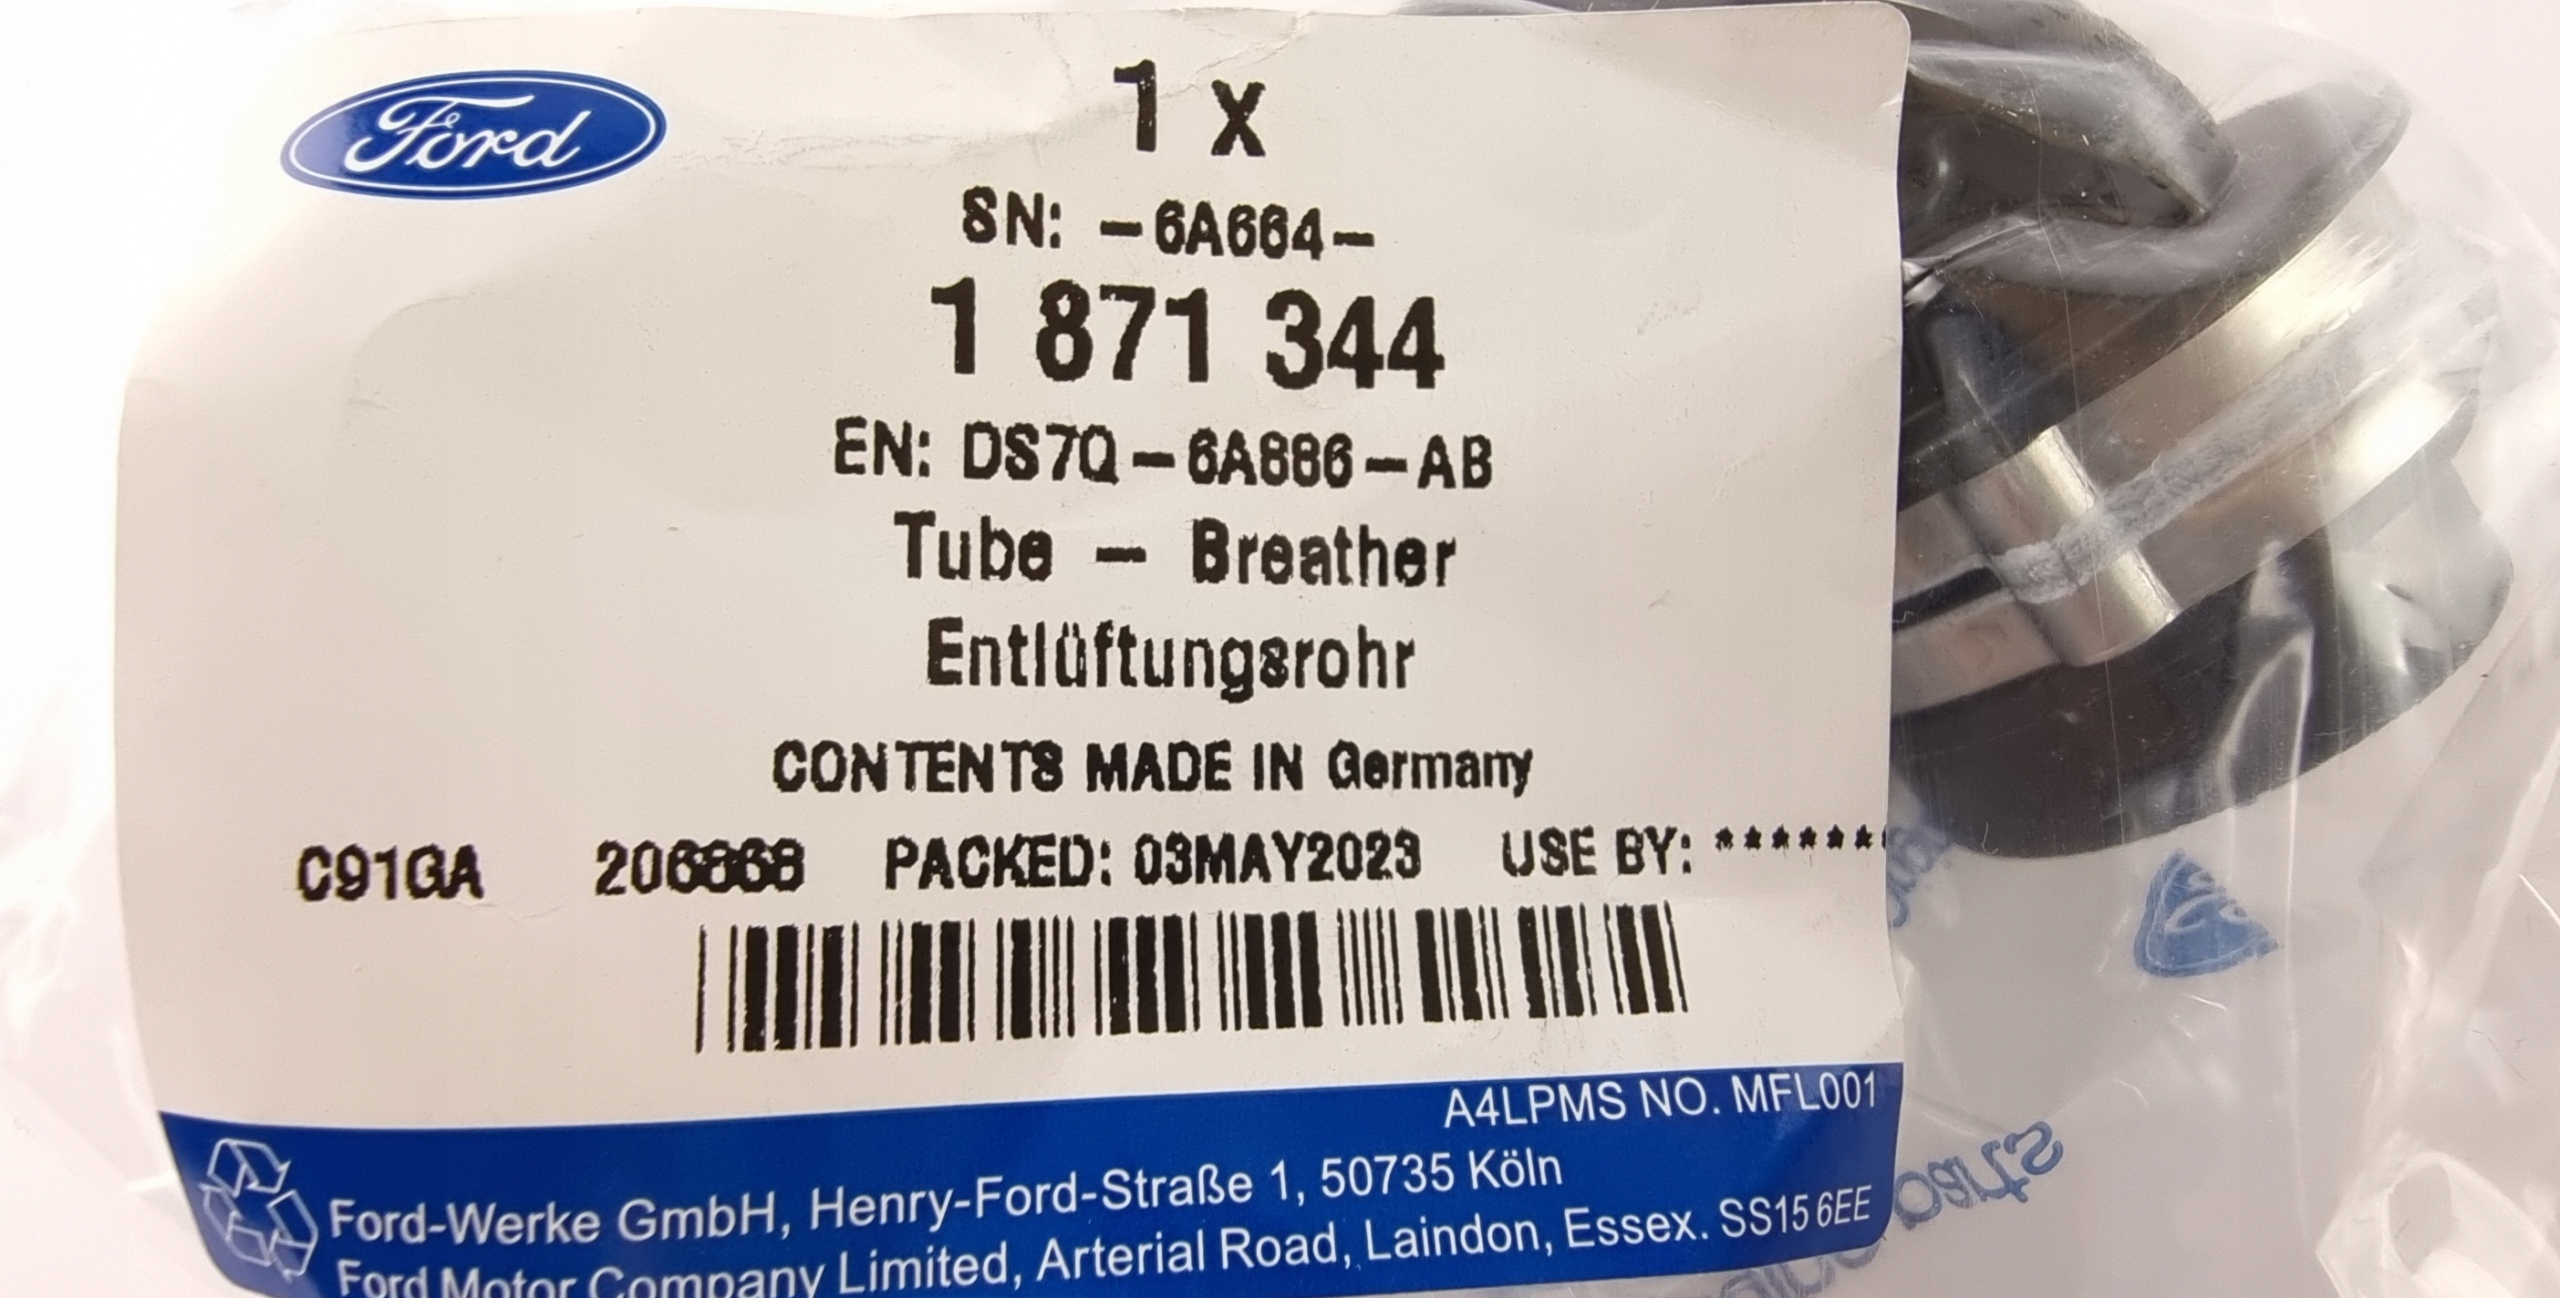 Ford
1 x
SN: -6A664-
1 871 344
EN: DS7Q-6A886-AB
Tube - Breather
Entlüftungsrohr
CONTENTS MADE IN Germany
C91GA PACKED: 03MAY2023 USE BY: *******
A4LPMS NO. MFL001
Ford-Werke GmbH, Henry-Ford-Straße 1, 50735 Köln
Ford Motor Company Limited, Arterial Road, Laindon, Essex. SS15 6EE